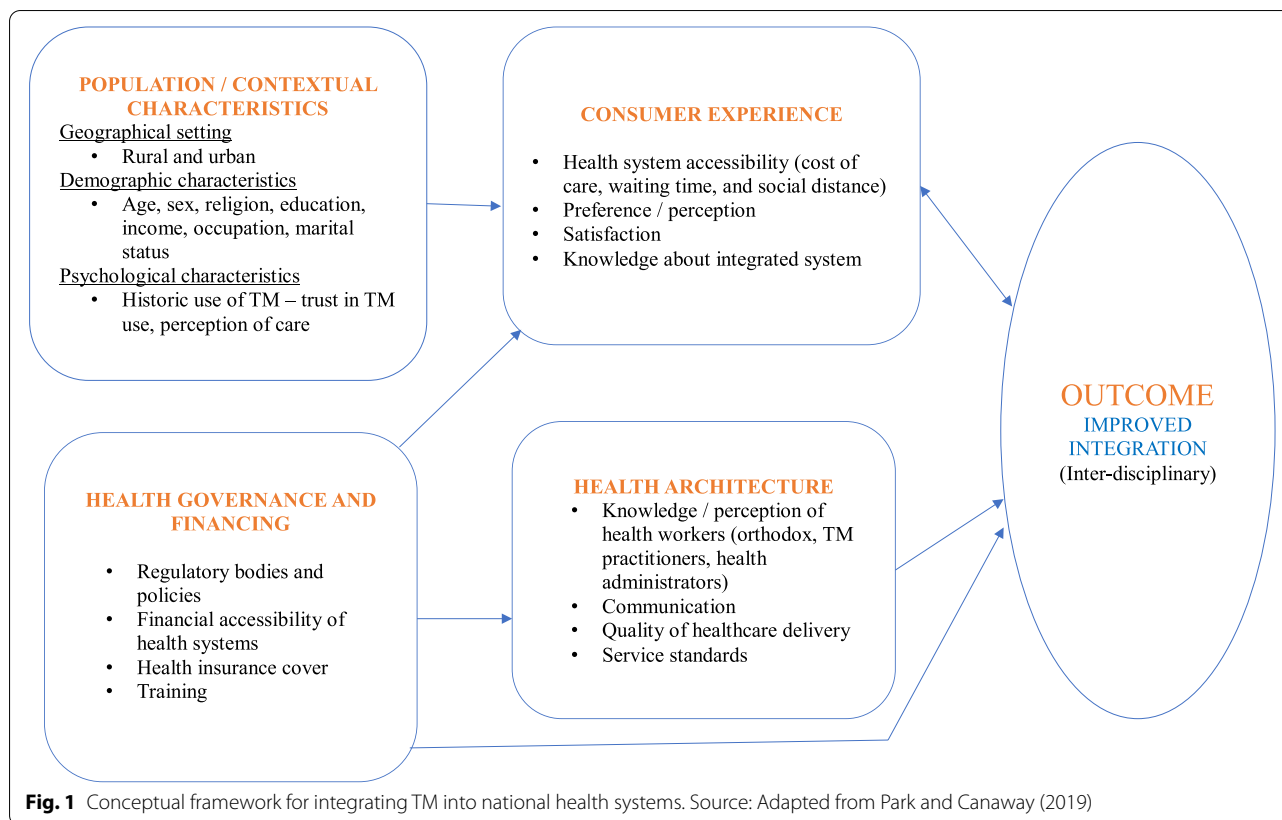 POPULATION / CONTEXTUAL
CHARACTERISTICS
Geographical setting
• Rural and urban
Demographic characteristics
• Age, sex, religion, education,
income, occupation, marital
status
Psychological characteristics
• Historic use of TM – trust in TM
use, perception of care
CONSUMER EXPERIENCE
• Health system accessibility (cost
of care, waiting time, and social
distance)
• Preference / perception
• Satisfaction
• Knowledge about integrated system
HEALTH GOVERNANCE AND
FINANCING
• Regulatory bodies and
policies
• Financial accessibility of
health systems
• Health insurance cover
• Training
HEALTH ARCHITECTURE
• Knowledge / perception of
health workers (orthodox, TM
practitioners, health
administrators)
• Communication
• Quality of healthcare delivery
• Service standards
OUTCOME
IMPROVED
INTEGRATION
(Inter-disciplinary)
Fig. 1 Conceptual framework for integrating TM into national health systems. Source: Adapted from Park and Canaway (2019)